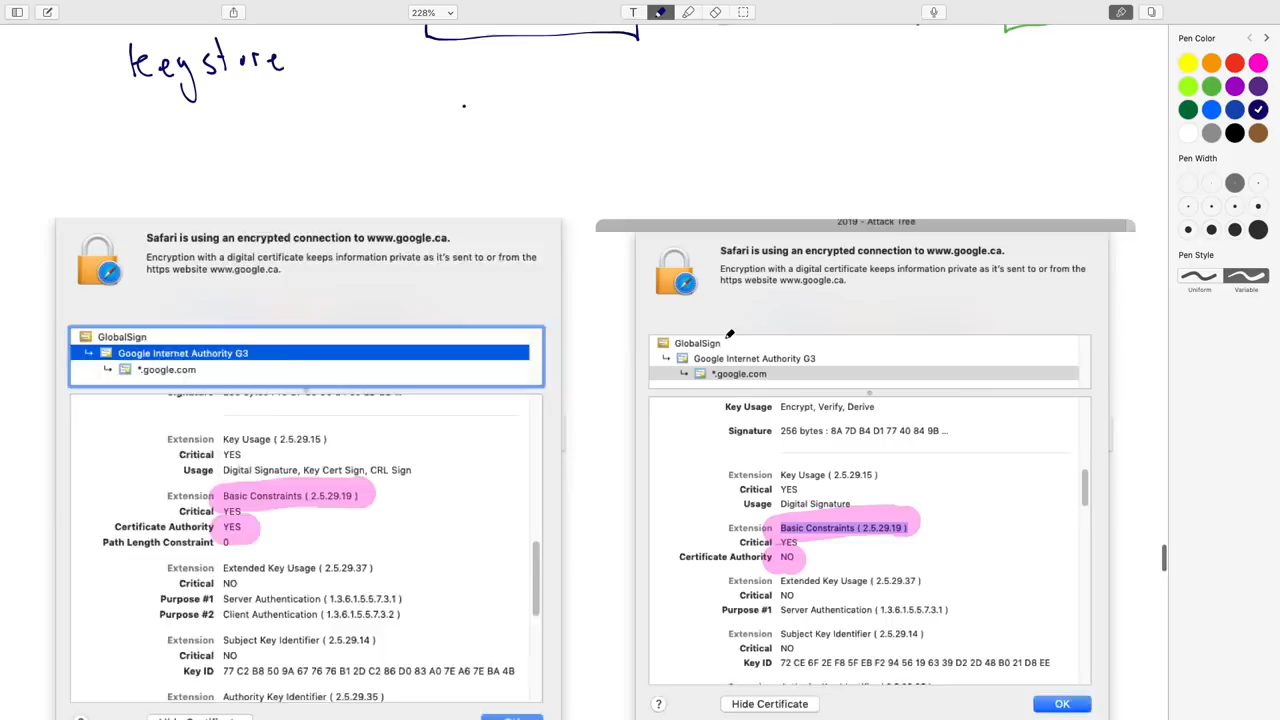 228%
T
Pen Color
keystore
Pen Width
Pen Style
Uniform
Variable
Safari is using an encrypted connection to www.google.ca.
Encryption with a digital certificate keeps information private as it's sent to or from the
https website www.google.ca.
GlobalSign
Google Internet Authority G3
*.google.com
Extension Key Usage ( 2.5.29.15 )
Critical YES
Usage Digital Signature, Key Cert Sign, CRL Sign
Extension Basic Constraints ( 2.5.29.19 )
Critical YES
Certificate Authority YES
Path Length Constraint 0
Extension Extended Key Usage ( 2.5.29.37 )
Critical NO
Purpose #1 Server Authentication ( 1.3.6.1.5.5.7.3.1 )
Purpose #2 Client Authentication ( 1.3.6.1.5.5.7.3.2 )
Extension Subject Key Identifier ( 2.5.29.14 )
Critical NO
Key ID 77 C2 B8 50 9A 67 76 76 B1 2D C2 86 D0 83 A0 7E A6 7E BA 4B
Extension Authority Key Identifier ( 2.5.29.35 )
2019 - Attack Tree
Safari is using an encrypted connection to www.google.ca.
Encryption with a digital certificate keeps information private as it's sent to or from the
https website www.google.ca.
GlobalSign
Google Internet Authority G3
*.google.com
Key Usage Encrypt, Verify, Derive
Signature 256 bytes : 8A 7D B4 D1 77 40 84 9B ...
Extension Key Usage ( 2.5.29.15 )
Critical YES
Usage Digital Signature
Extension Basic Constraints ( 2.5.29.19 )
Critical YES
Certificate Authority NO
Extension Extended Key Usage ( 2.5.29.37 )
Critical NO
Purpose #1 Server Authentication ( 1.3.6.1.5.5.7.3.1 )
Extension Subject Key Identifier ( 2.5.29.14 )
Critical NO
Key ID 72 CE 6F 2E F8 5F EB F2 94 56 19 63 39 D2 2D 48 B0 21 D8 EE
? Hide Certificate OK